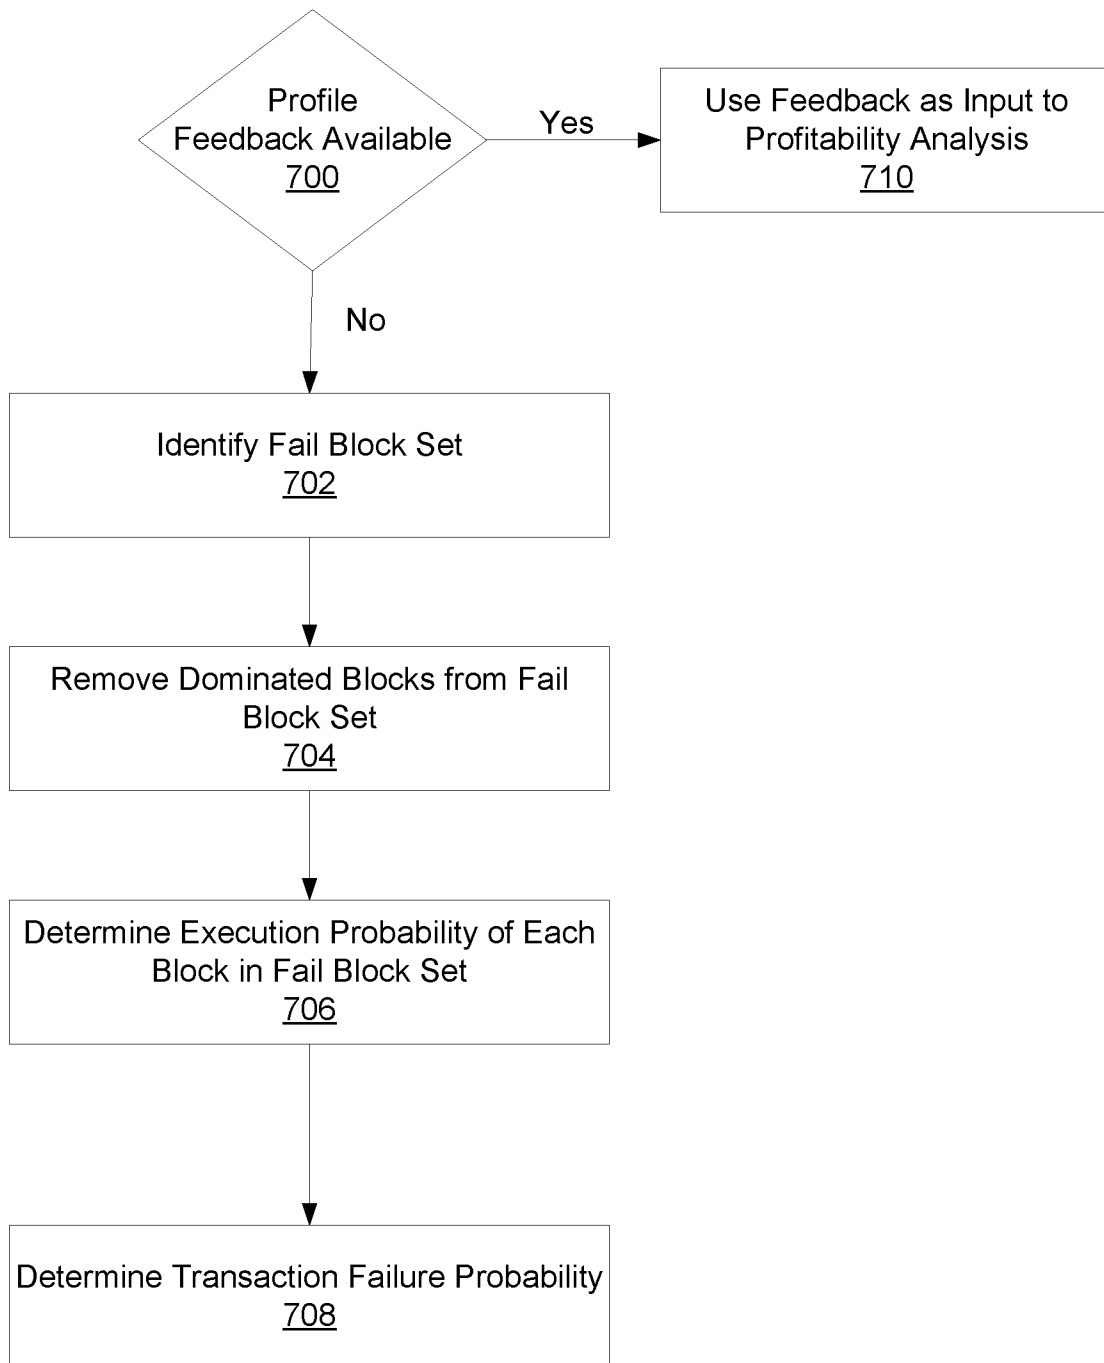 Profile
Feedback Available
700
Yes
Use Feedback as Input to
Profitability Analysis
710
No
Identify Fail Block Set
702
Remove Dominated Blocks from Fail
Block Set
704
Determine Execution Probability of Each
Block in Fail Block Set
706
Determine Transaction Failure Probability
708